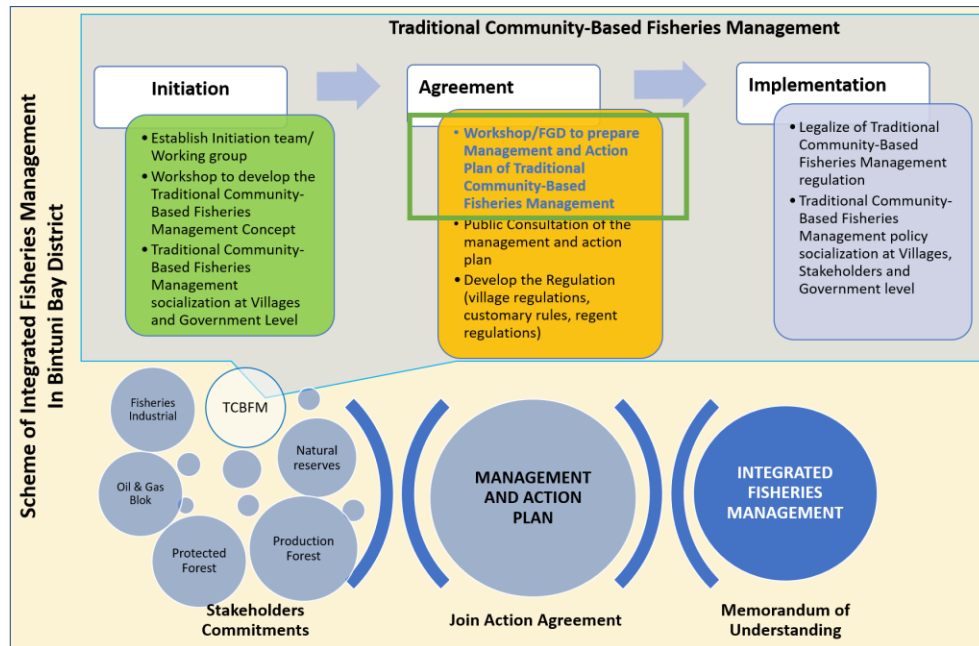 Scheme of Integrated Fisheries Management
In Bintuni Bay District
Traditional Community-Based Fisheries Management
Initiation
• Establish Initiation team/
Working group
• Workshop to develop the
Traditional Community-
Based Fisheries
Management Concept
• Traditional Community-
Based Fisheries
Management
socialization at Villages
and Government Level
Agreement
• Workshop/FGD to prepare
Management and Action
Plan of Traditional
Community-Based
Fisheries Management
• Public Consultation of the
management and action
plan
• Develop the Regulation
(village regulations,
customary rules, regent
regulations)
Implementation
• Legalize of Traditional
Community-Based
Fisheries Management
regulation
• Traditional Community-
Based Fisheries
Management policy
socialization at Villages,
Stakeholders and
Government level
Fisheries
Industrial
TCBFM
Natural
reserves
Oil & Gas
Blok
Protected
Forest
Production
Forest
Stakeholders
Commitments
MANAGEMENT
AND ACTION
PLAN
Join Action Agreement
INTEGRATED
FISHERIES
MANAGEMENT
Memorandum of
Understanding